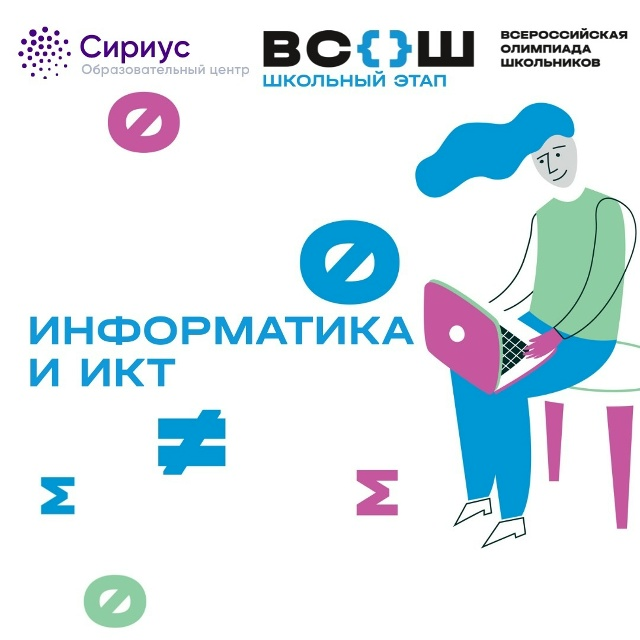 Сириус
Образовательный центр
ВС{}Ш
ШКОЛЬНЫЙ ЭТАП
ВСЕРОССИЙСКАЯ
ОЛИМПИАДА
ШКОЛЬНИКОВ
Ø
Ø
ИНФОРМАТИКА
И ИКТ
≠
Σ
Σ
Ø